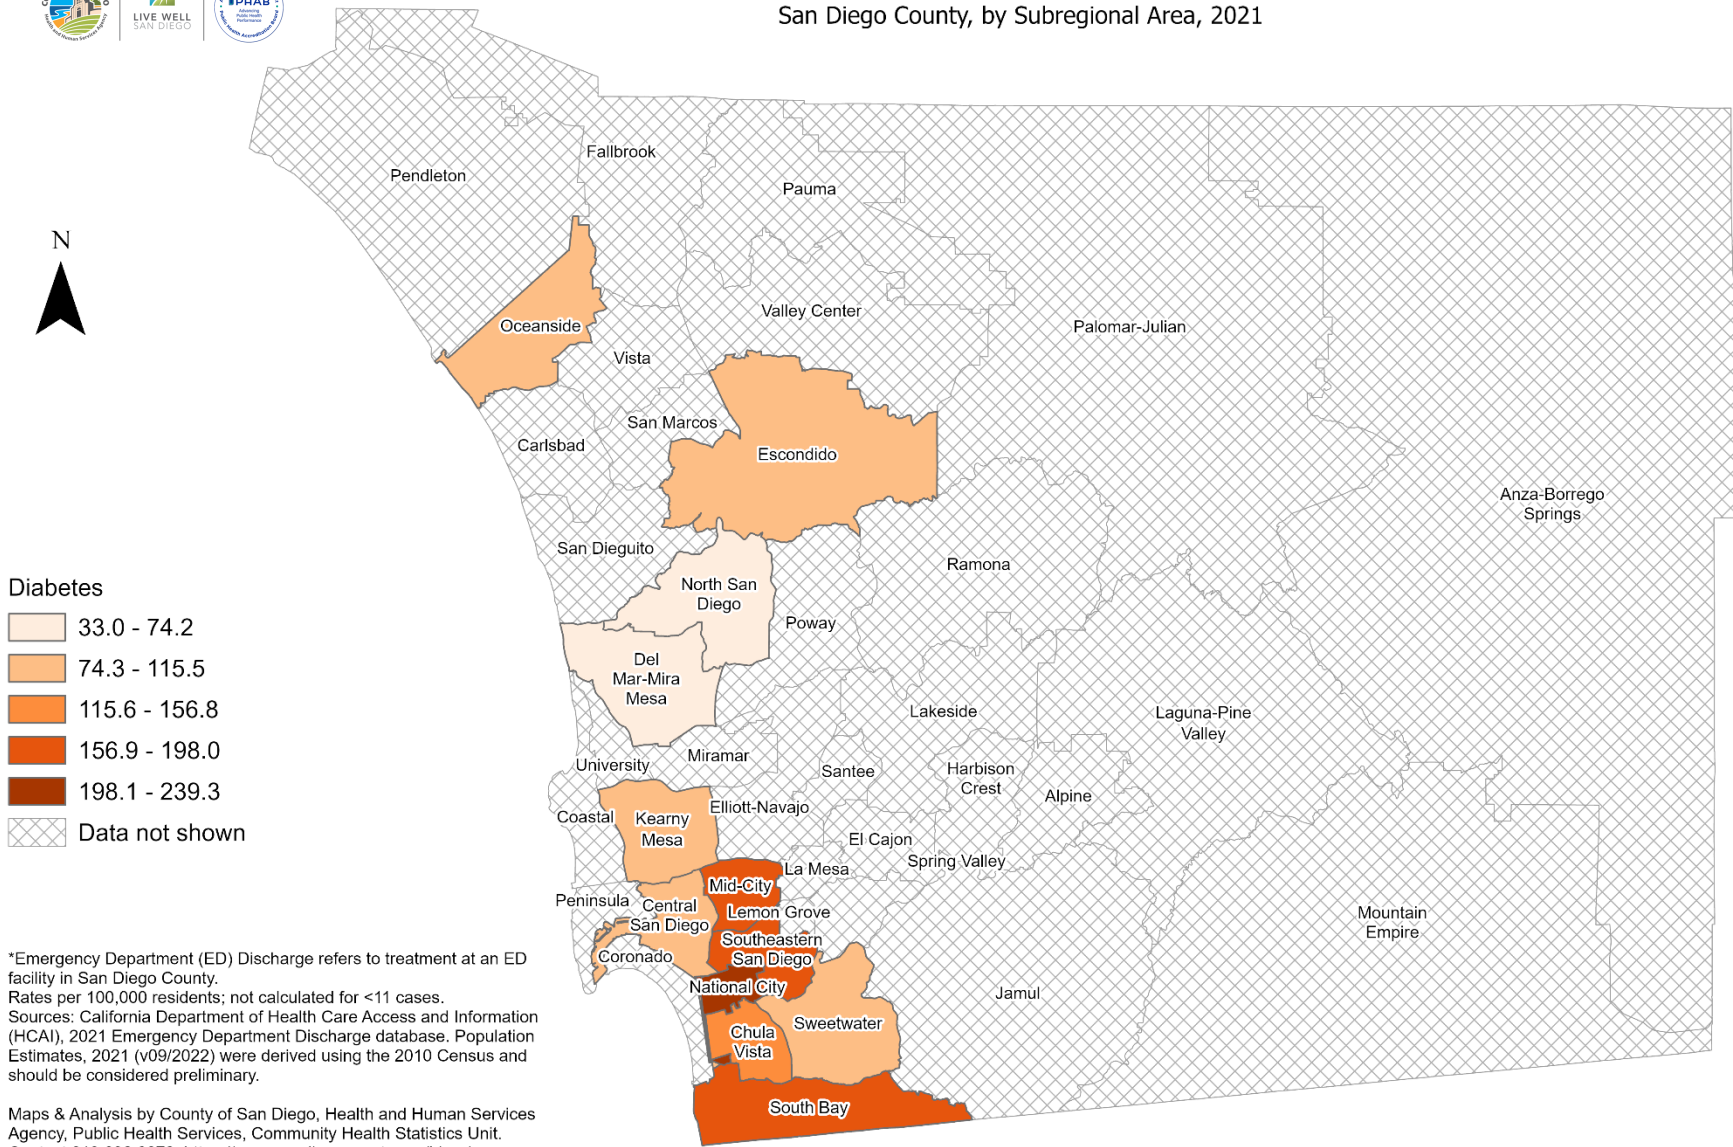 LIVE WELL
SAN DIEGO
PHAB
Advancing
Public Health
Performance
San Diego County, by Subregional Area, 2021
Pendleton
Fallbrook
Pauma
N
Oceanside
Valley Center
Palomar-Julian
Vista
San Marcos
Carlsbad
Escondido
Anza-Borrego
Springs
San Dieguito
Ramona
North San
Diego
Poway
Del
Mar-Mira
Mesa
Lakeside
Laguna-Pine
Valley
University
Miramar
Santee
Harbison
Crest
Alpine
Coastal
Kearny
Mesa
Elliott-Navajo
El Cajon
La Mesa
Spring Valley
Mid-City
Peninsula
Central
San Diego
Lemon Grove
Mountain
Empire
Southeastern
San Diego
Coronado
National City
Jamul
Chula
Vista
Sweetwater
South Bay
Diabetes
33.0 - 74.2
74.3 - 115.5
115.6 - 156.8
156.9 - 198.0
198.1 - 239.3
Data not shown
*Emergency Department (ED) Discharge refers to treatment at an ED
facility in San Diego County.
Rates per 100,000 residents; not calculated for <11 cases.
Sources: California Department of Health Care Access and Information
(HCAI), 2021 Emergency Department Discharge database. Population
Estimates, 2021 (v09/2022) were derived using the 2010 Census and
should be considered preliminary.
Maps & Analysis by County of San Diego, Health and Human Services
Agency, Public Health Services, Community Health Statistics Unit.